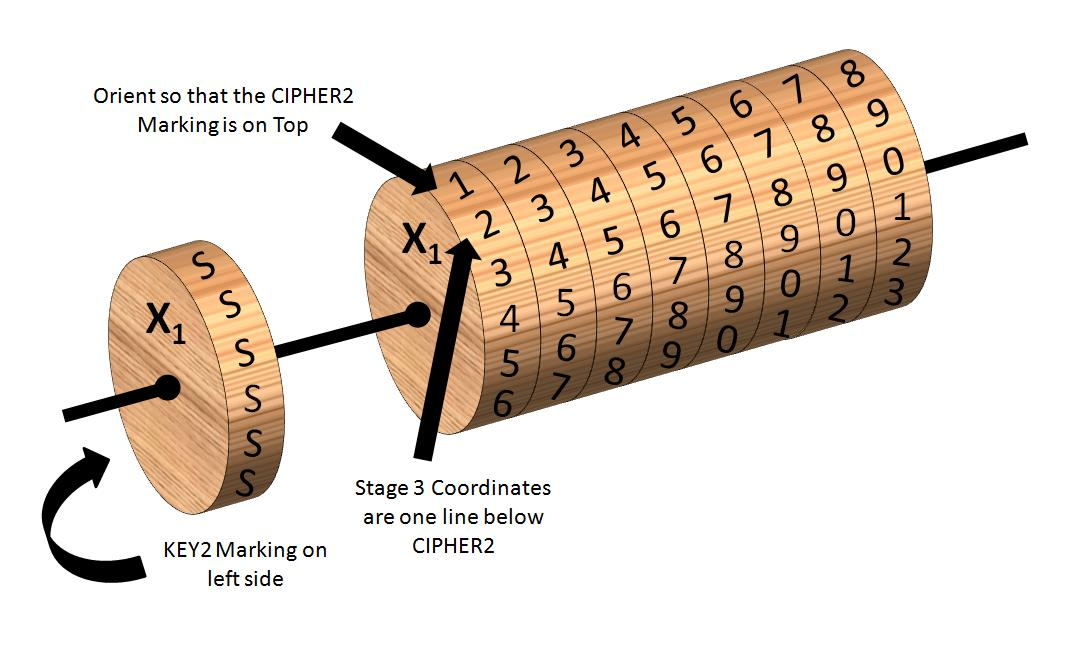 Orient so that the CIPHER2
Marking is on Top
X1
1 2 3 4 5 6 7 8
2 3 4 5 6 7 8 9
3 4 5 6 7 8 9 0
4 5 6 7 8 9 0 1
5 6 7 8 9 0 1 2
6 7 8 9 0 1 2 3
X1
S
S
S
S
S
S
Stage 3 Coordinates
are one line below
CIPHER2
KEY2 Marking on
left side